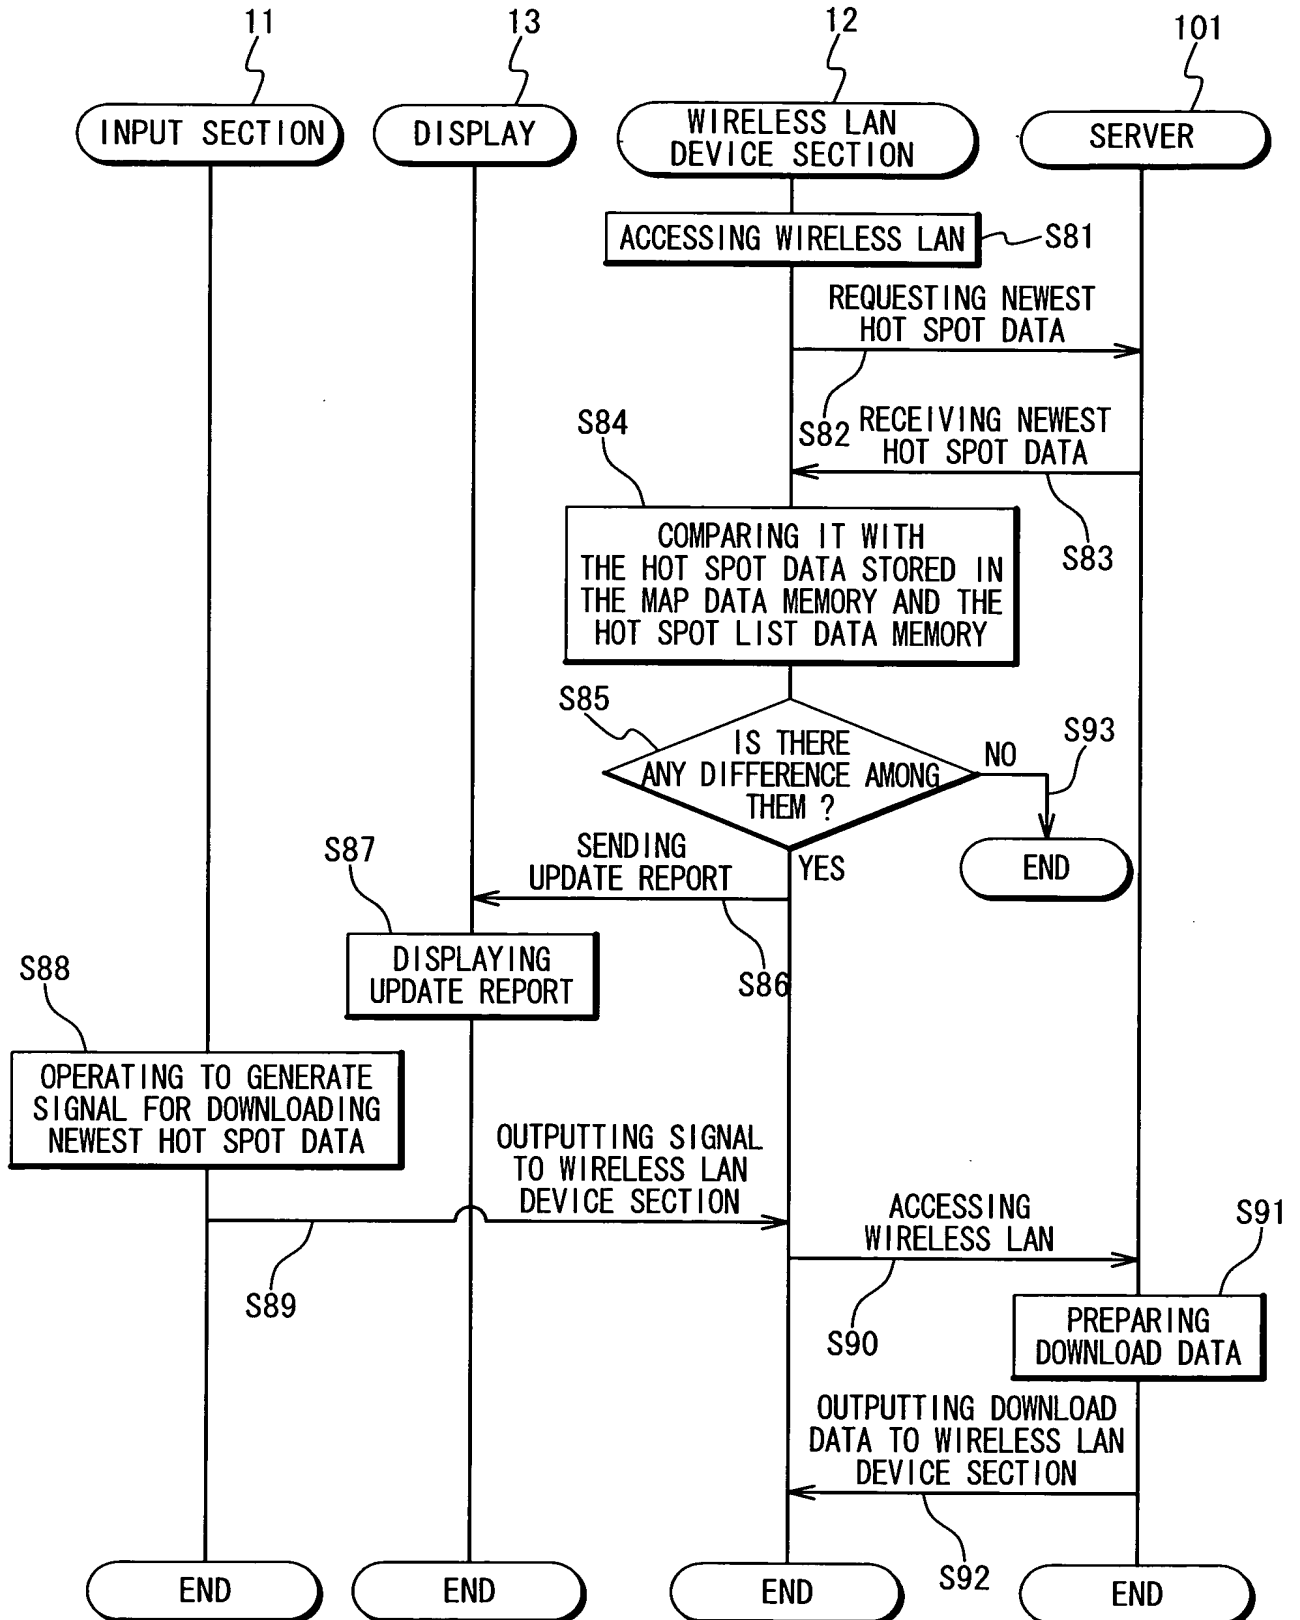 11
13
12
101
INPUT SECTION
DISPLAY
WIRELESS LAN
DEVICE SECTION
SERVER
ACCESSING WIRELESS LAN
S81
REQUESTING NEWEST
HOT SPOT DATA
S82
RECEIVING NEWEST
HOT SPOT DATA
S83
S84
COMPARING IT WITH
THE HOT SPOT DATA STORED IN
THE MAP DATA MEMORY AND THE
HOT SPOT LIST DATA MEMORY
S85
IS THERE
ANY DIFFERENCE AMONG
THEM ?
NO
S93
END
YES
SENDING
UPDATE REPORT
S86
S87
DISPLAYING
UPDATE REPORT
S88
OPERATING TO GENERATE
SIGNAL FOR DOWNLOADING
NEWEST HOT SPOT DATA
OUTPUTTING SIGNAL
TO WIRELESS LAN
DEVICE SECTION
S89
ACCESSING
WIRELESS LAN
S90
S91
PREPARING
DOWNLOAD DATA
OUTPUTTING DOWNLOAD
DATA TO WIRELESS LAN
DEVICE SECTION
S92
END
END
END
END